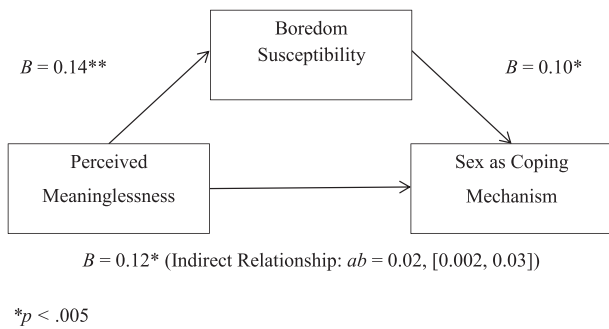 Boredom
Susceptibility
B = 0.14**
B = 0.10*
Perceived
Meaninglessness
Sex as Coping
Mechanism
B = 0.12* (Indirect Relationship: ab = 0.02, [0.002, 0.03])
*p < .005